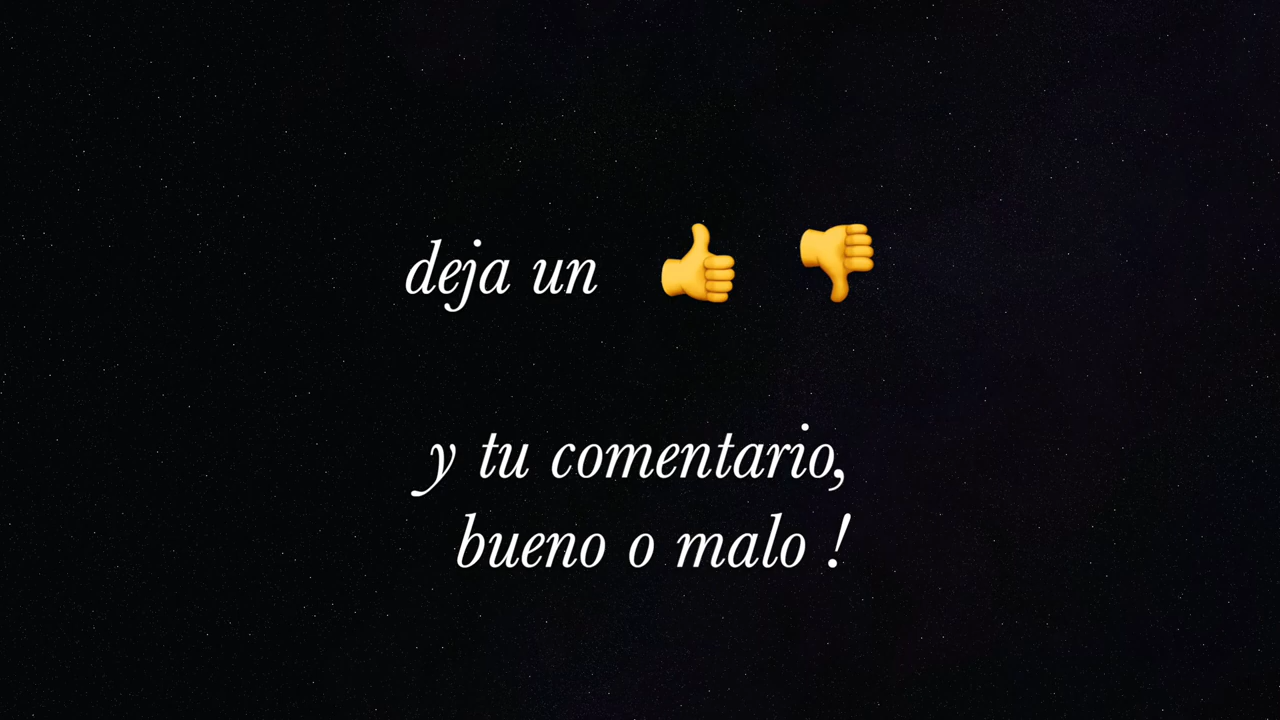 deja un 👍 👎
y tu comentario,
bueno o malo !